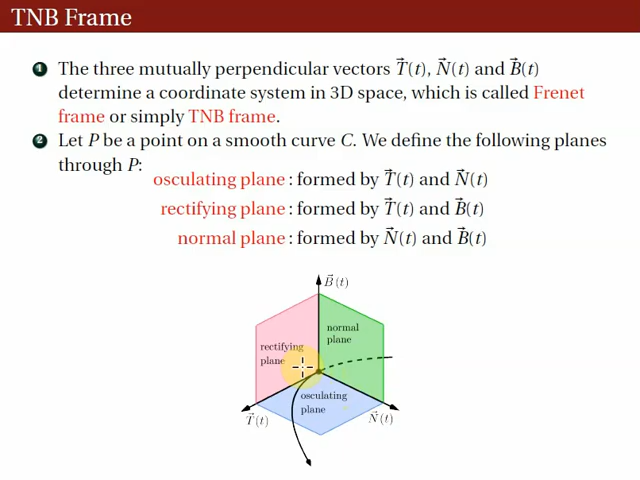 TNB Frame
1 The three mutually perpendicular vectors T⃗(t), N⃗(t) and B⃗(t)
determine a coordinate system in 3D space, which is called Frenet
frame or simply TNB frame.
2 Let P be a point on a smooth curve C. We define the following planes
through P:
osculating plane: formed by T⃗(t) and N⃗(t)
rectifying plane: formed by T⃗(t) and B⃗(t)
normal plane: formed by N⃗(t) and B⃗(t)
B⃗(t)
normal
plane
rectifying
plane
osculating
plane
T⃗(t)
N⃗(t)